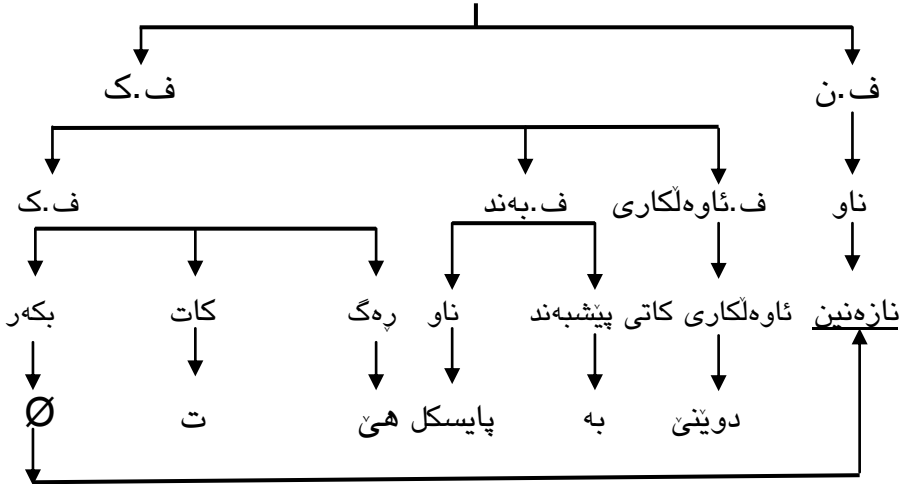 ف.ن ف.ک
ناو ف.ئاوەڵکاری ف.بەند ف.ک
نازەنین ئاوەڵکاری کاتی پێشبەند ناو ڕەگ کات بکەر
دوێنێ بە پایسکل هێ ت Ø